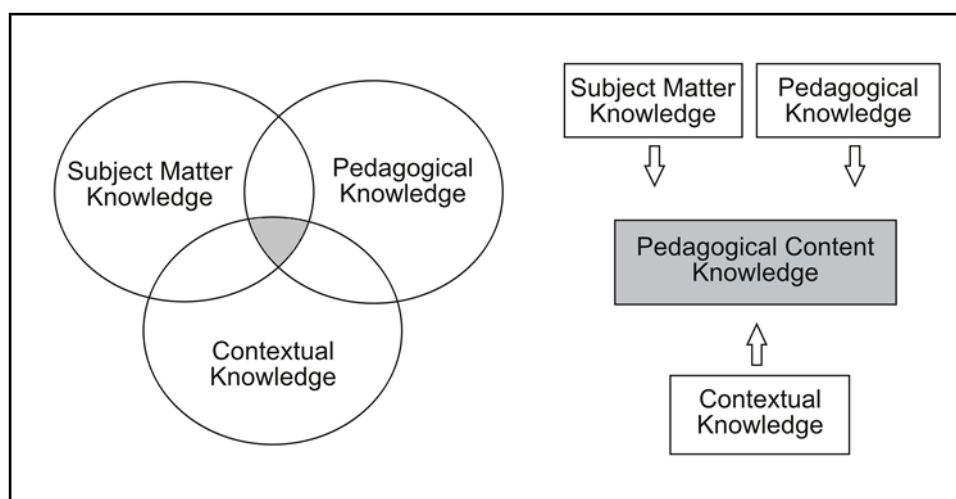 Subject Matter
Knowledge
Pedagogical
Knowledge
Contextual
Knowledge
Subject Matter
Knowledge
Pedagogical
Knowledge
Pedagogical Content
Knowledge
Contextual
Knowledge